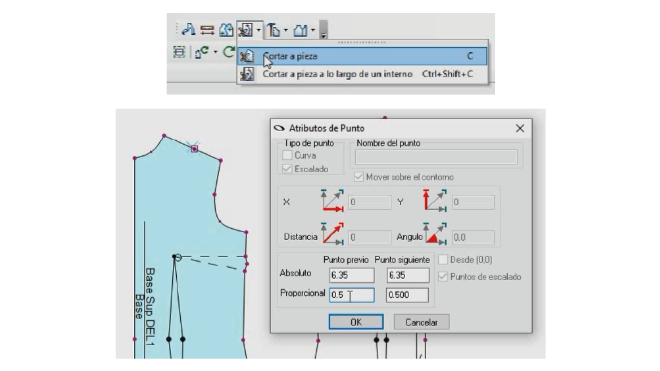 Cortar a pieza C
Cortar a pieza a lo largo de un interno Ctrl+Shift+C
Atributos de Punto
Tipo de punto Nombre del punto
Curva
Escalado
Mover sobre el contorno
X 0 Y 0
Distancia 0 Angulo 0.0
Punto previo Punto siguiente Desde (0,0)
Absoluto 6.35 6.35 Puntos de escalado
Proporcional 0.5 0.500
OK Cancelar
Base Sup DEL1
Base